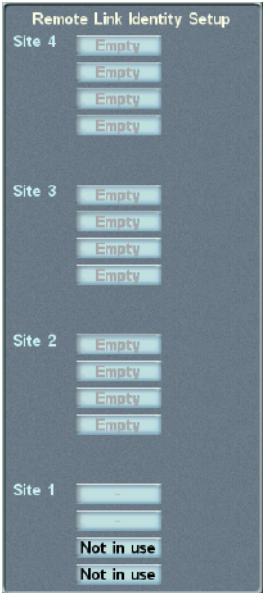 Remote Link Identity Setup
Site 4 Empty
Empty
Empty
Empty
Site 3 Empty
Empty
Empty
Empty
Site 2 Empty
Empty
Empty
Empty
Site 1 -
-
Not in use
Not in use